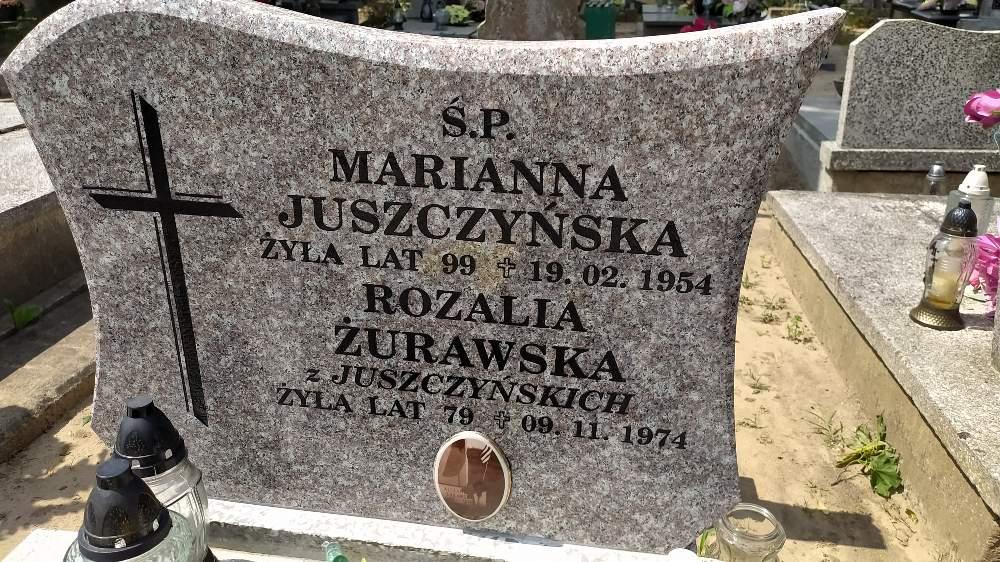 Ś.P.
MARIANNA
JUSZCZYŃSKA
ŻYŁA LAT 99 ✝ 19. 02. 1954
ROZALIA
ŻURAWSKA
z JUSZCZYŃSKICH
ŻYŁA LAT 79 ✝ 09. 11. 1974